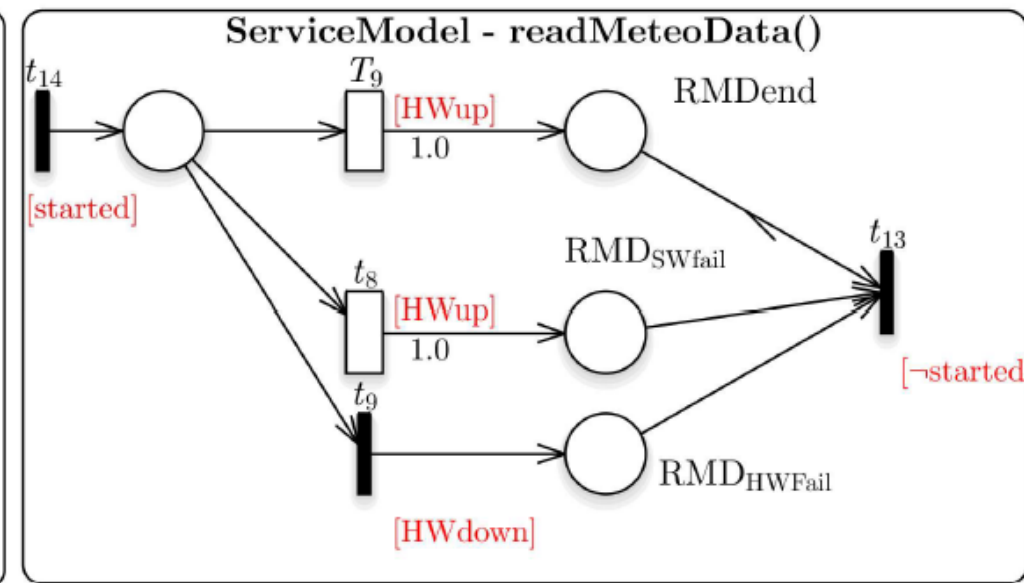 ServiceModel - readMeteoData()
t14
T9
[HWup]
1.0
RMDend
[started]
t8
[HWup]
1.0
RMDSWfail
t13
[¬started
t9
RMDHWFail
[HWdown]